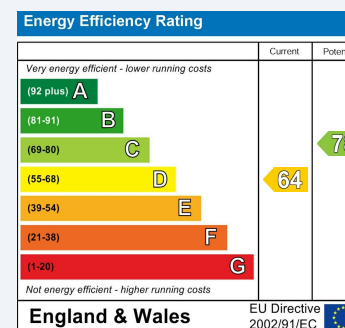 Energy Efficiency Rating
Current
Very energy efficient - lower running costs
(92 plus) A
(81-91) B
(69-80) C
(55-68) D
64
(39-54) E
(21-38) F
(1-20) G
Not energy efficient - higher running costs
England & Wales
EU Directive
2002/91/EC